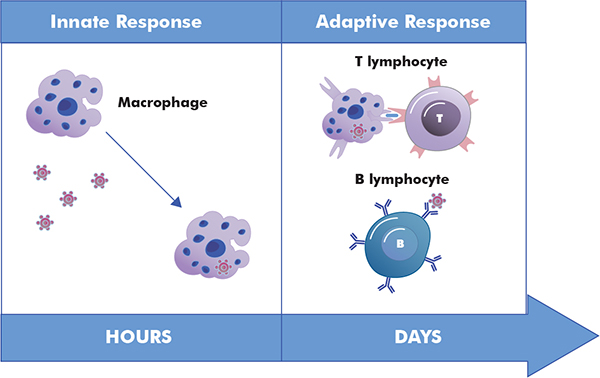 Innate Response
Adaptive Response
Macrophage
T lymphocyte
T
B lymphocyte
B
HOURS
DAYS